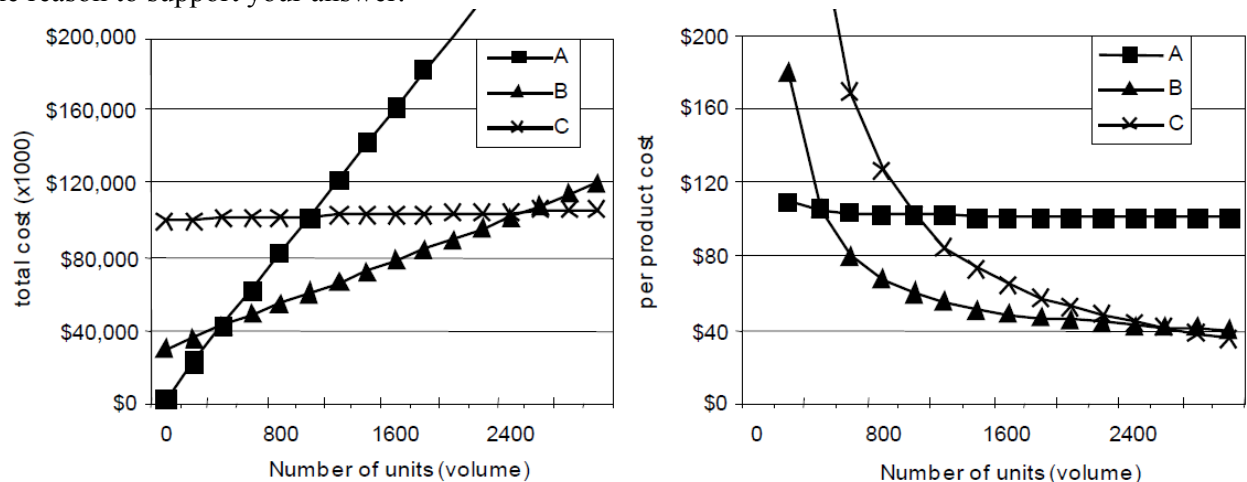 reason to support your answer.
$200,000
$160,000
$120,000
$80,000
$40,000
$0
total cost (x1000)
A
B
C
0
800
1600
2400
Number of units (volume)
$200
$160
$120
$80
$40
$0
per product cost
A
B
C
0
800
1600
2400
Number of units (volume)